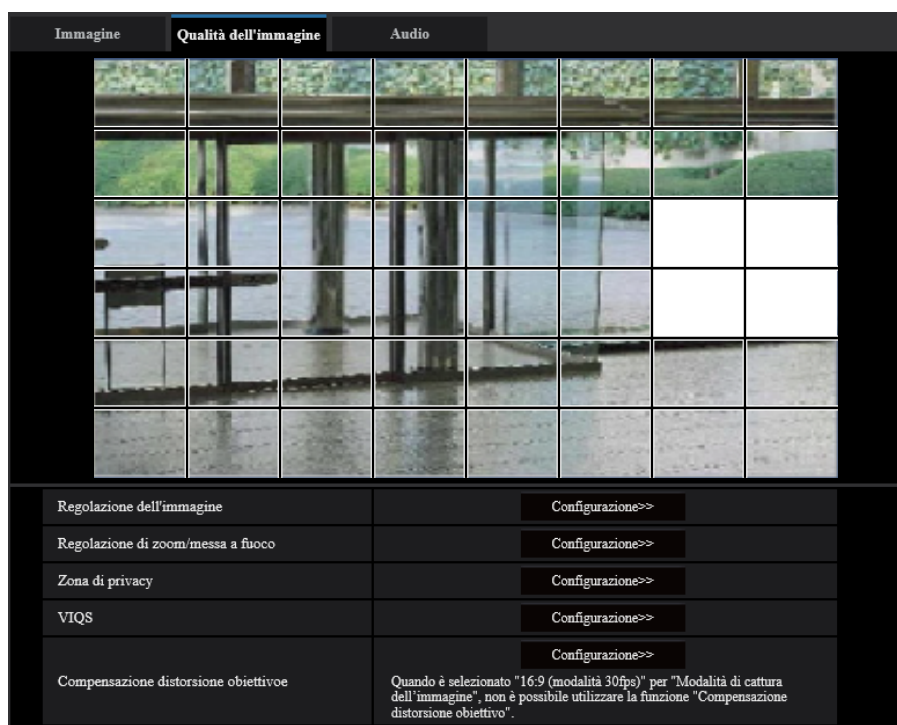 Immagine
Qualità dell'immagine
Audio
Regolazione dell'immagine
Configurazione>>
Regolazione di zoom/messa a fuoco
Configurazione>>
Zona di privacy
Configurazione>>
VIQS
Configurazione>>
Compensazione distorsione obiettivoe
Configurazione>>
Quando è selezionato "16:9 (modalità 30fps)" per "Modalità di cattura
dell'immagine", non è possibile utilizzare la funzione "Compensazione
distorsione obiettivo".